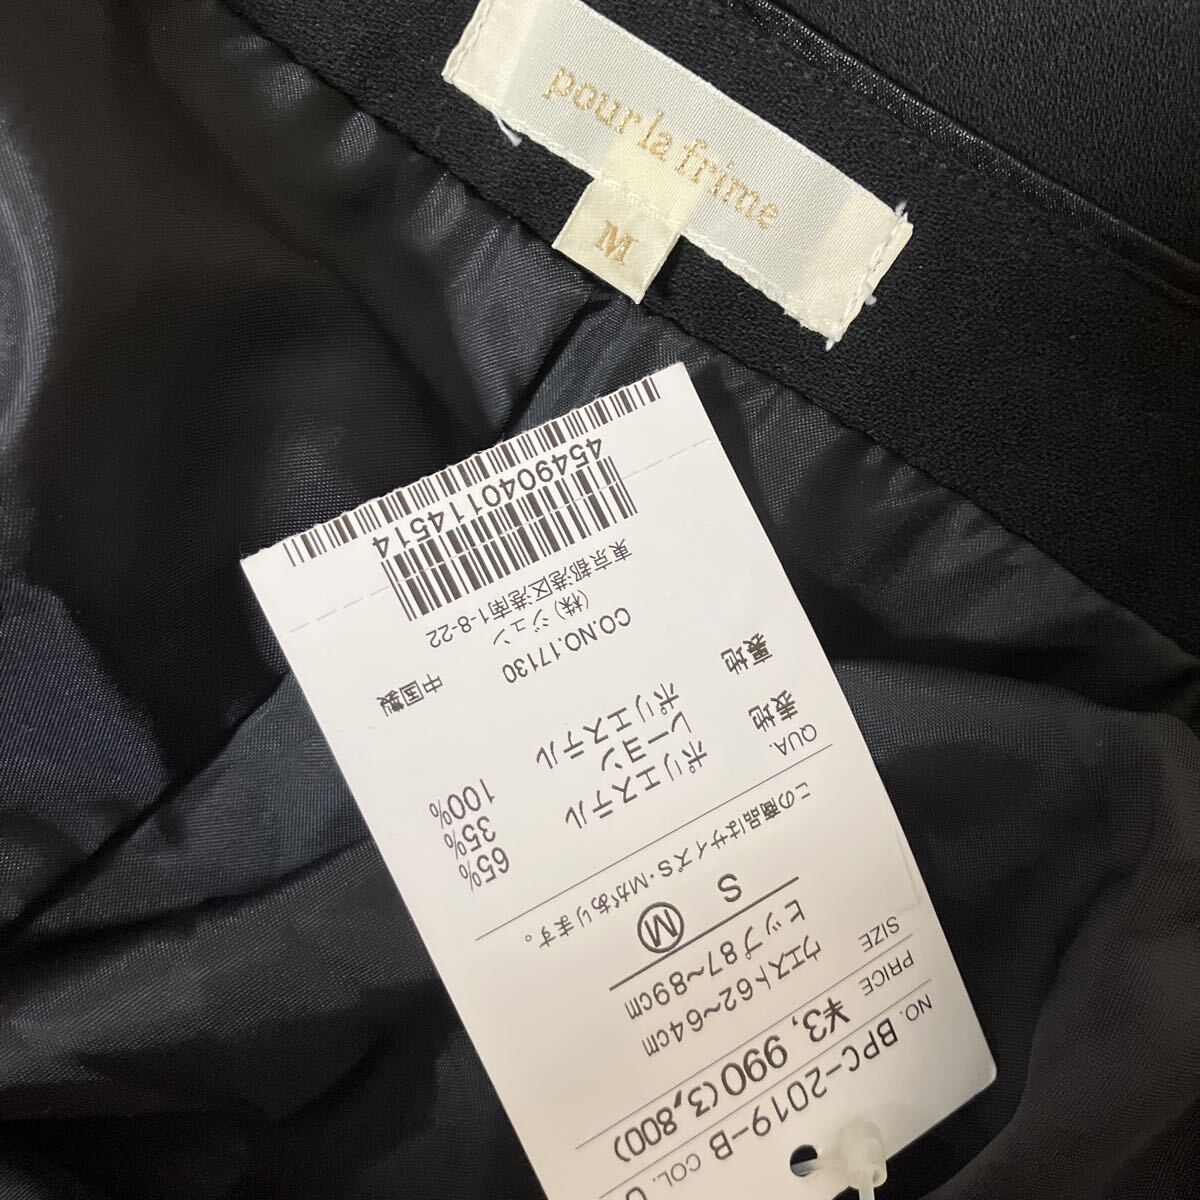 pour la frime
M
NO. BPC-2019-B COL.
PRICE ¥3,990(3,800)
SIZE ウエスト62~64cm
ヒップ87~89cm
S M
この商品はサイズS・Mがあります。
QUA.
表地 ポリエステル 65%
レーヨン 35%
裏地 ポリエステル 100%
CO.NO.17130 中国製
(株)ジュン
東京都港区港南1-8-22
4549040114514